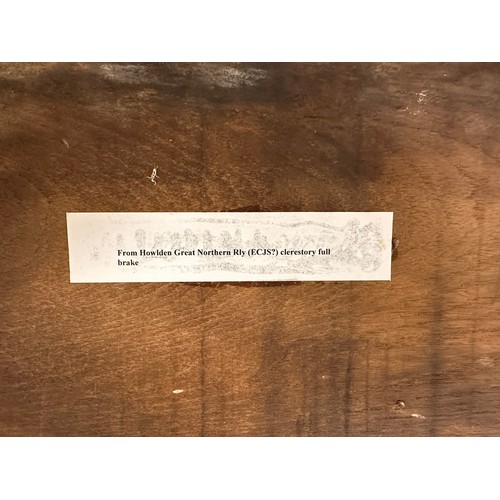 From Howlden Great Northern Rly (ECJS?) clerestory full
brake